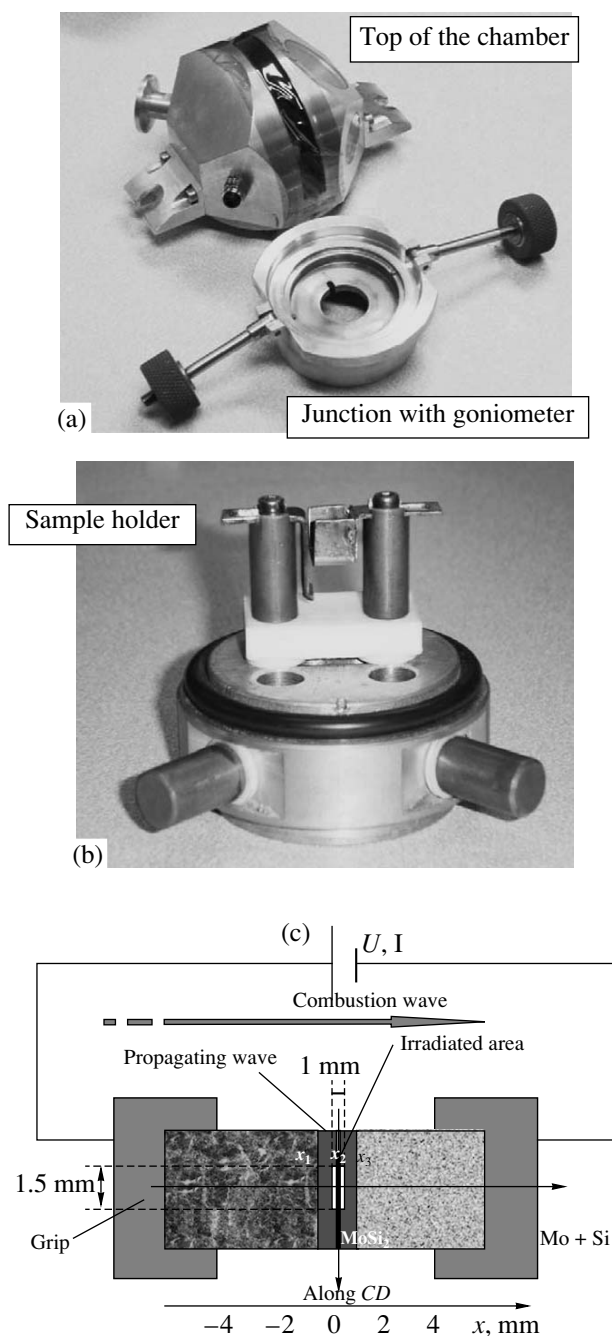 Top of the chamber
Junction with goniometer
(a)
Sample holder
(b)
(c)
U, I
Combustion wave
Propagating wave
Irradiated area
1 mm
x1
x2
x3
1.5 mm
Grip
MoSi2
Mo + Si
Along CD
–4 –2 0 2 4 x, mm